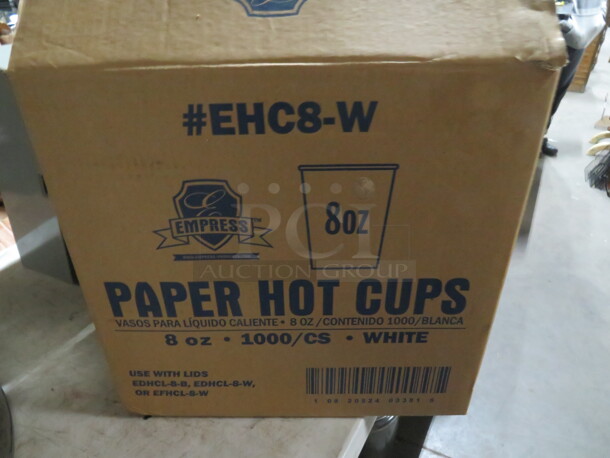 #EHC8-W
E
EMPRESS
8oz
PCI
AUCTION GROUP
PAPER HOT CUPS
VASOS PARA LÍQUIDO CALIENTE • 8 OZ/CONTENIDO 1000/BLANCA
8 oz • 1000/CS • WHITE
USE WITH LIDS
EDHCL-8-B, EDHCL-8-W,
OR EFHCL-8-W